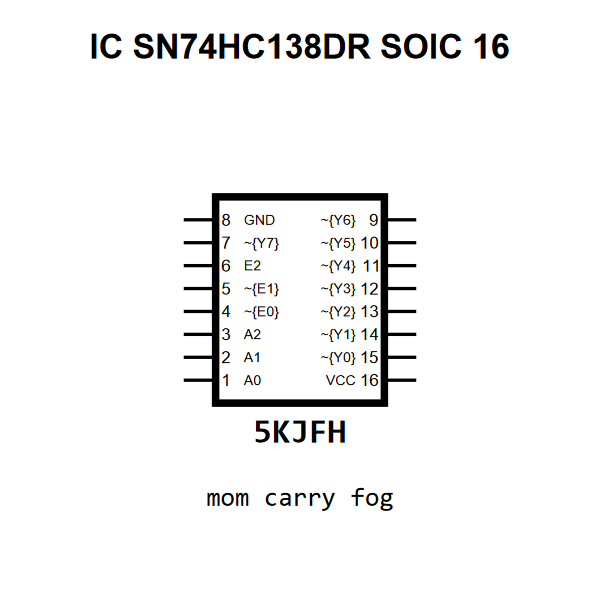 IC SN74HC138DR SOIC 16
8 GND ~{Y6} 9
7 ~{Y7} ~{Y5} 10
6 E2 ~{Y4} 11
5 ~{E1} ~{Y3} 12
4 ~{E0} ~{Y2} 13
3 A2 ~{Y1} 14
2 A1 ~{Y0} 15
1 A0 VCC 16
5KJFH
mom carry fog